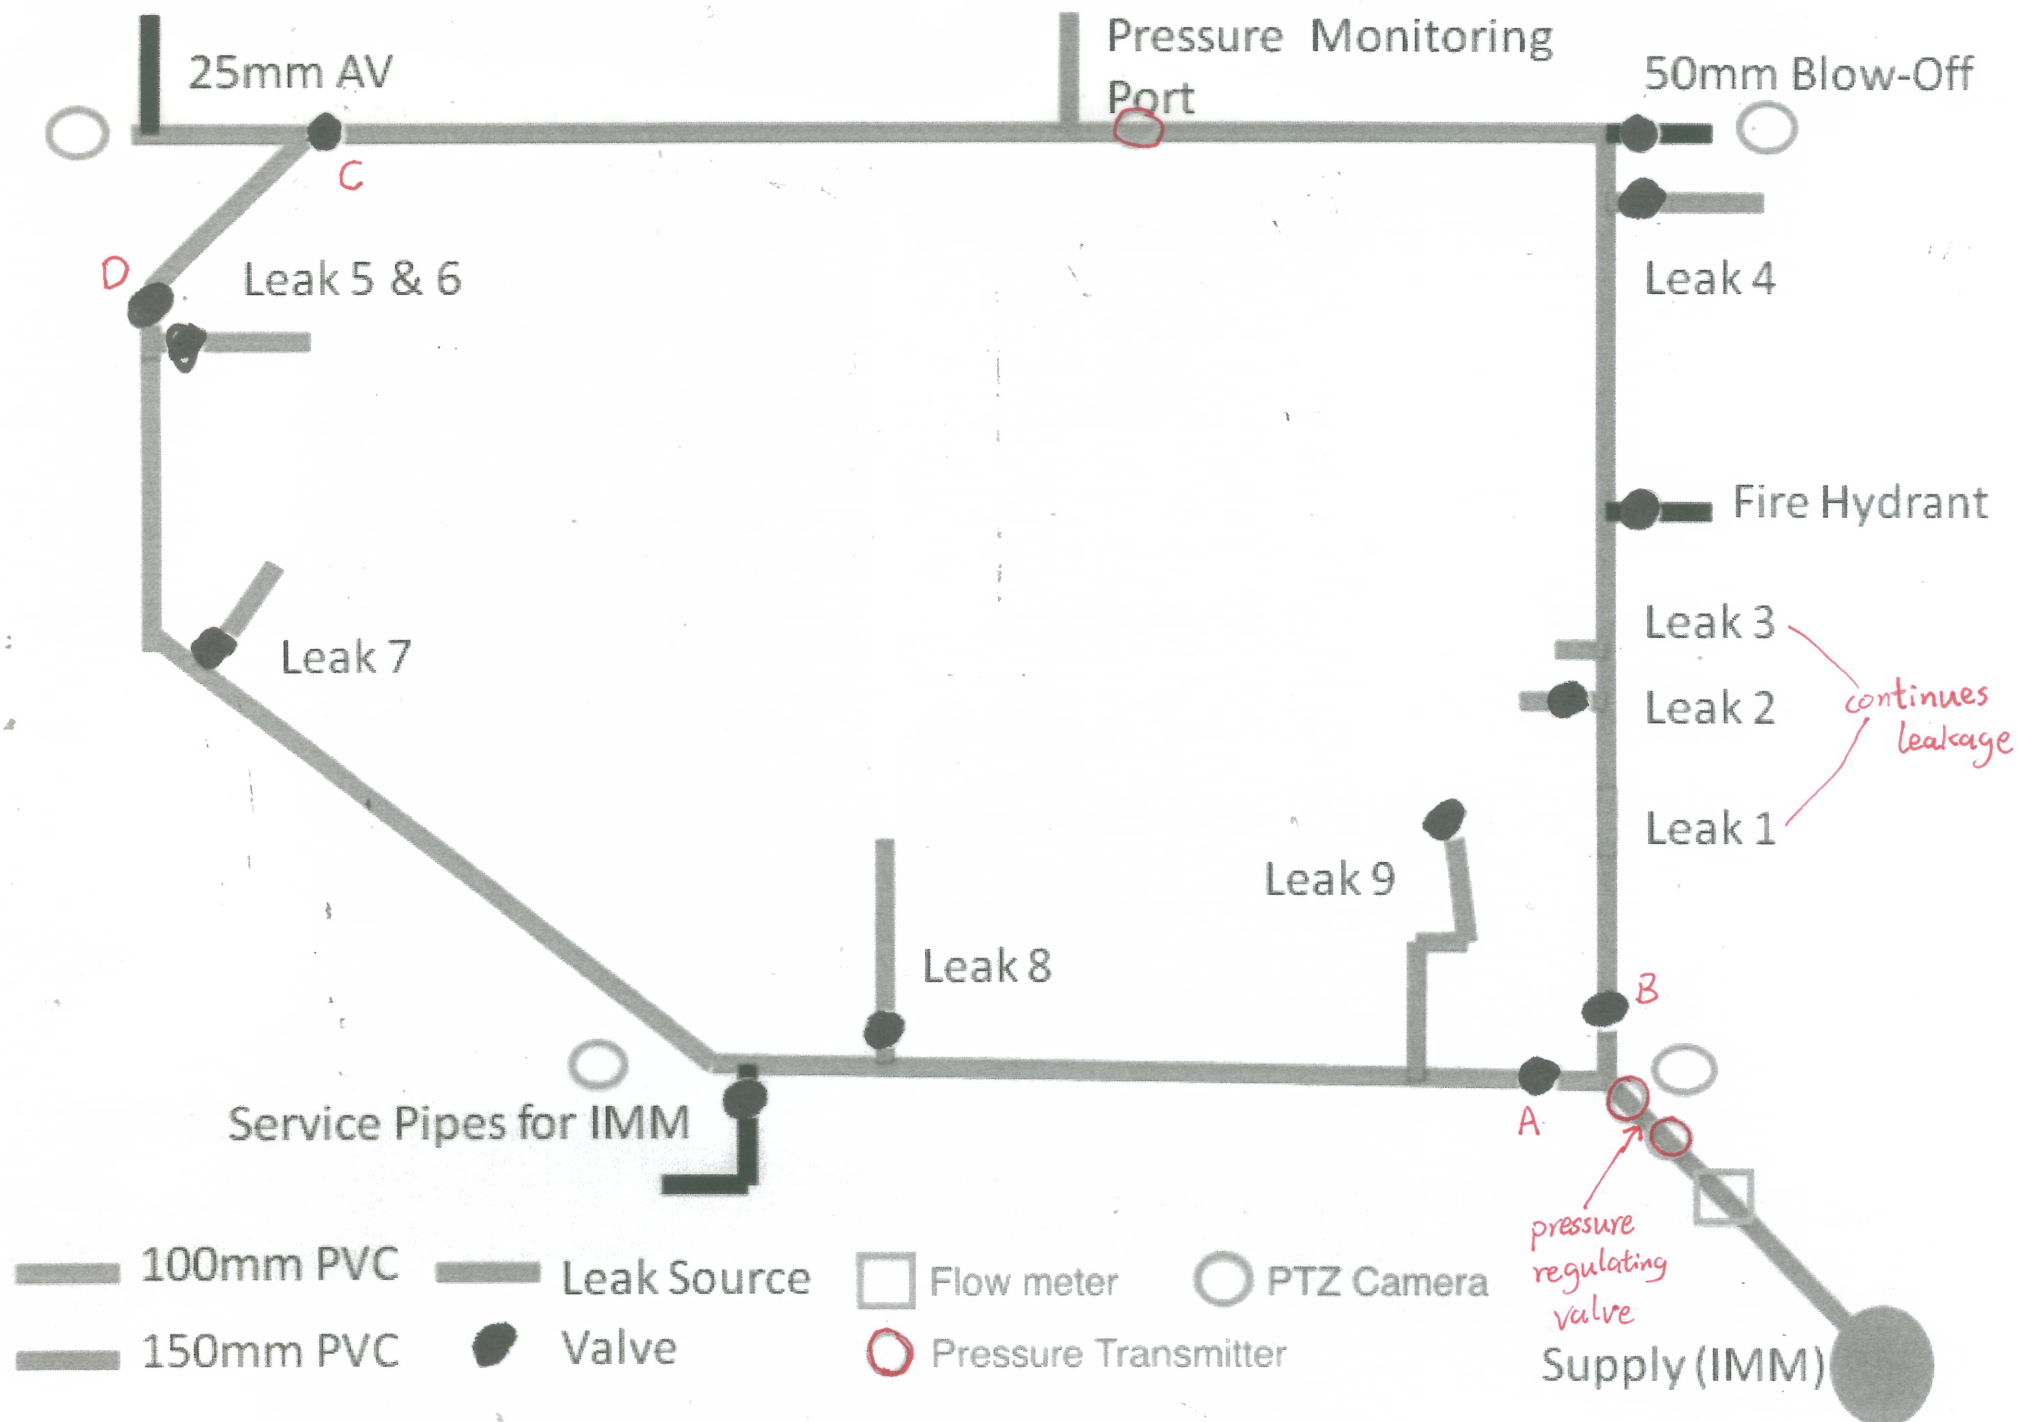 25mm AV
Pressure Monitoring
Port
50mm Blow-Off
C
D
Leak 5 & 6
Leak 4
Fire Hydrant
Leak 3
Leak 2
continues
leakage
Leak 1
Leak 7
Leak 9
Leak 8
B
A
Service Pipes for IMM
pressure
regulating
valve
100mm PVC
Leak Source
Flow meter
PTZ Camera
150mm PVC
Valve
Pressure Transmitter
Supply (IMM)